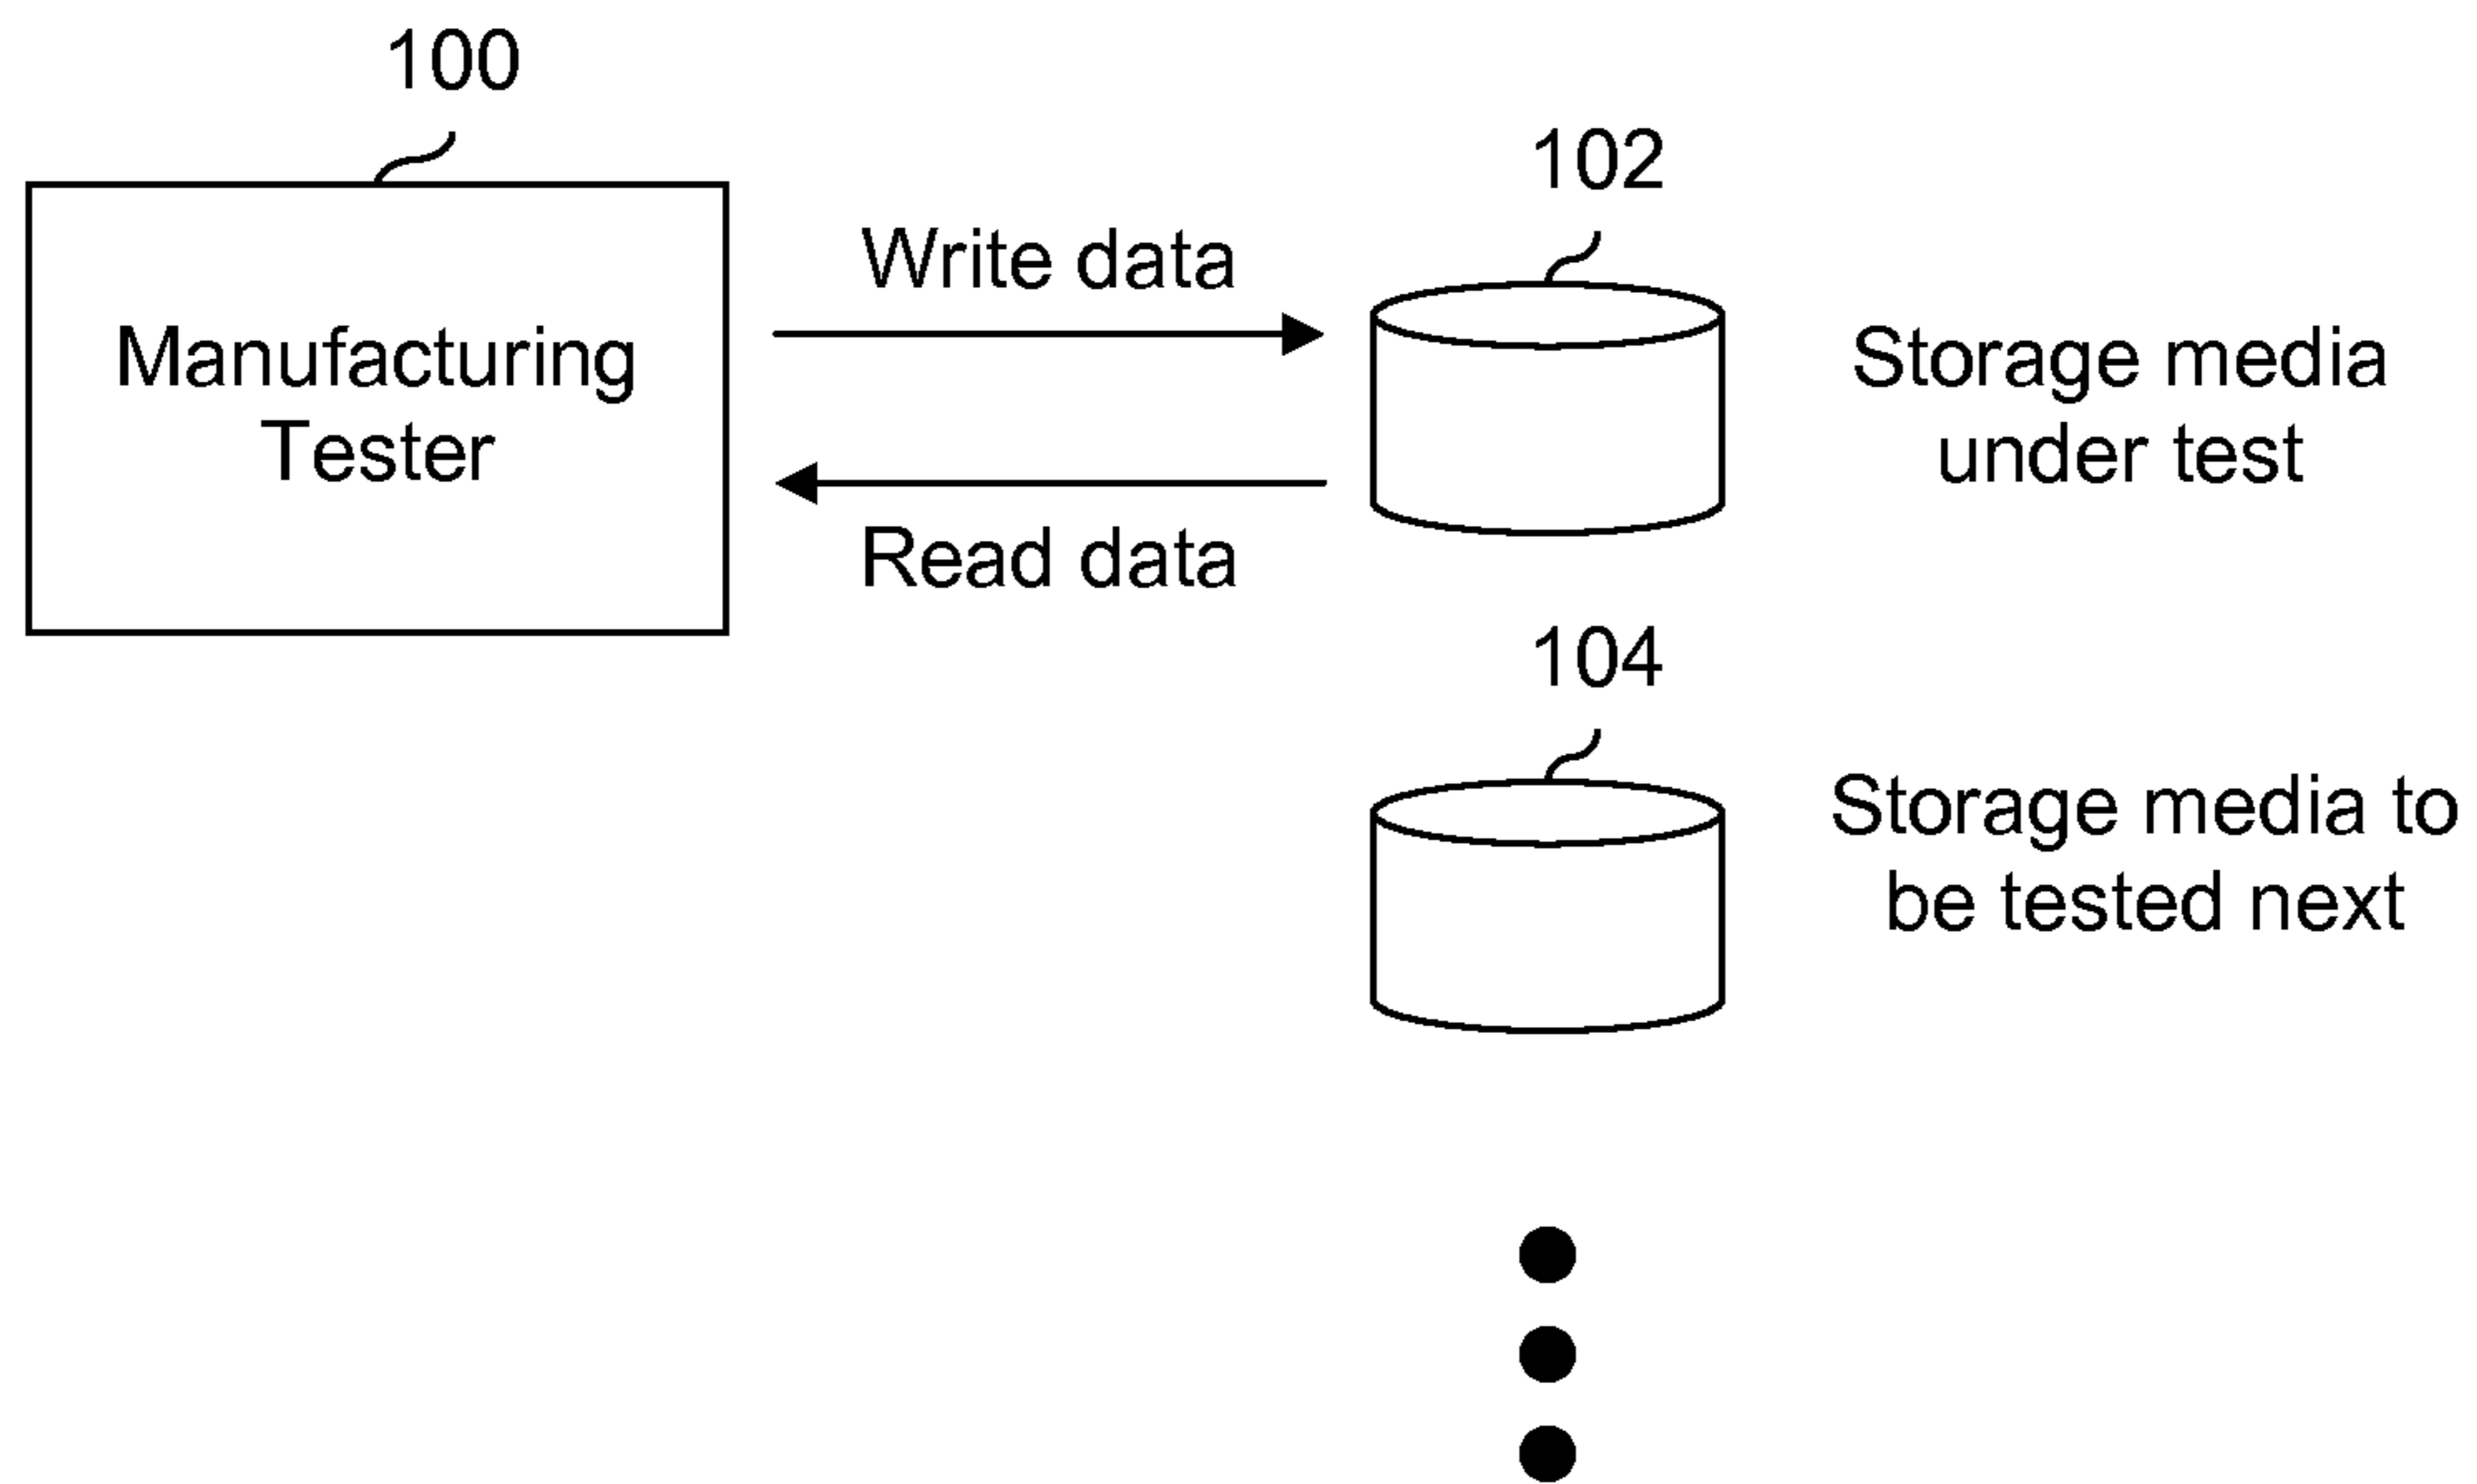 100
102
Write data
Manufacturing
Tester
Storage media
under test
Read data
104
Storage media to
be tested next